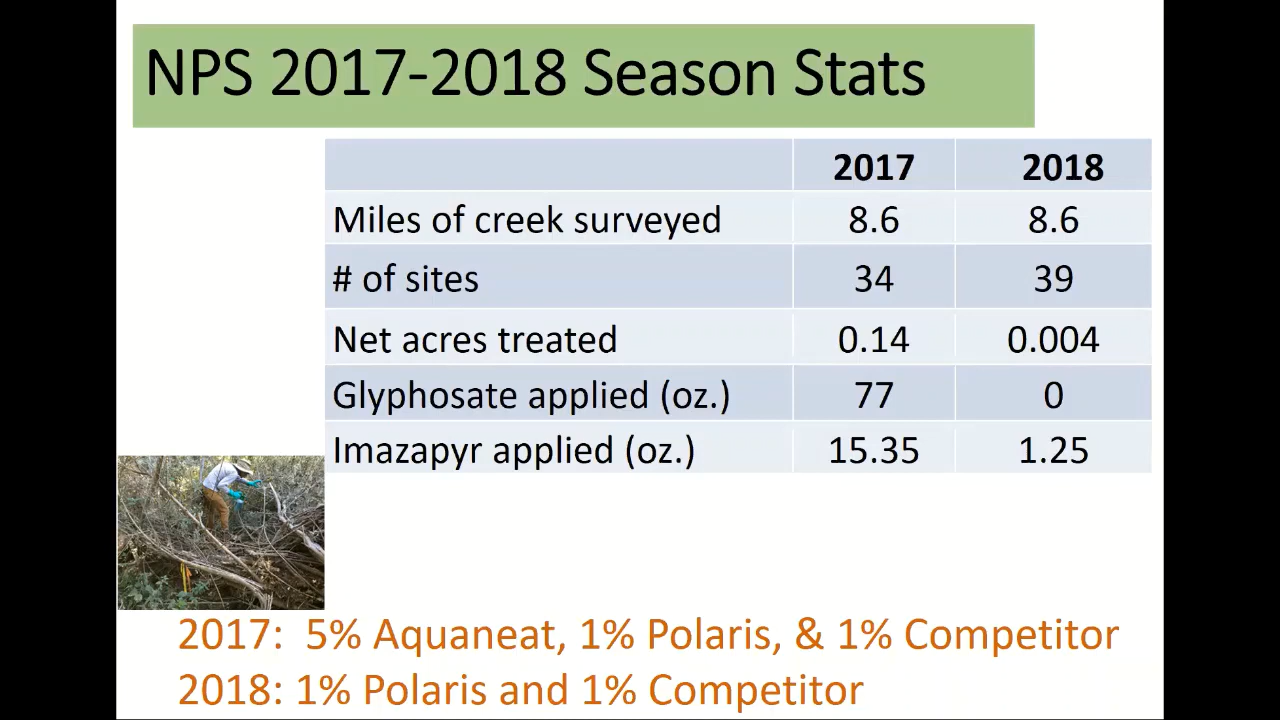 NPS 2017-2018 Season Stats
2017 2018
Miles of creek surveyed 8.6 8.6
# of sites 34 39
Net acres treated 0.14 0.004
Glyphosate applied (oz.) 77 0
Imazapyr applied (oz.) 15.35 1.25
2017:  5% Aquaneat, 1% Polaris, & 1% Competitor
2018: 1% Polaris and 1% Competitor